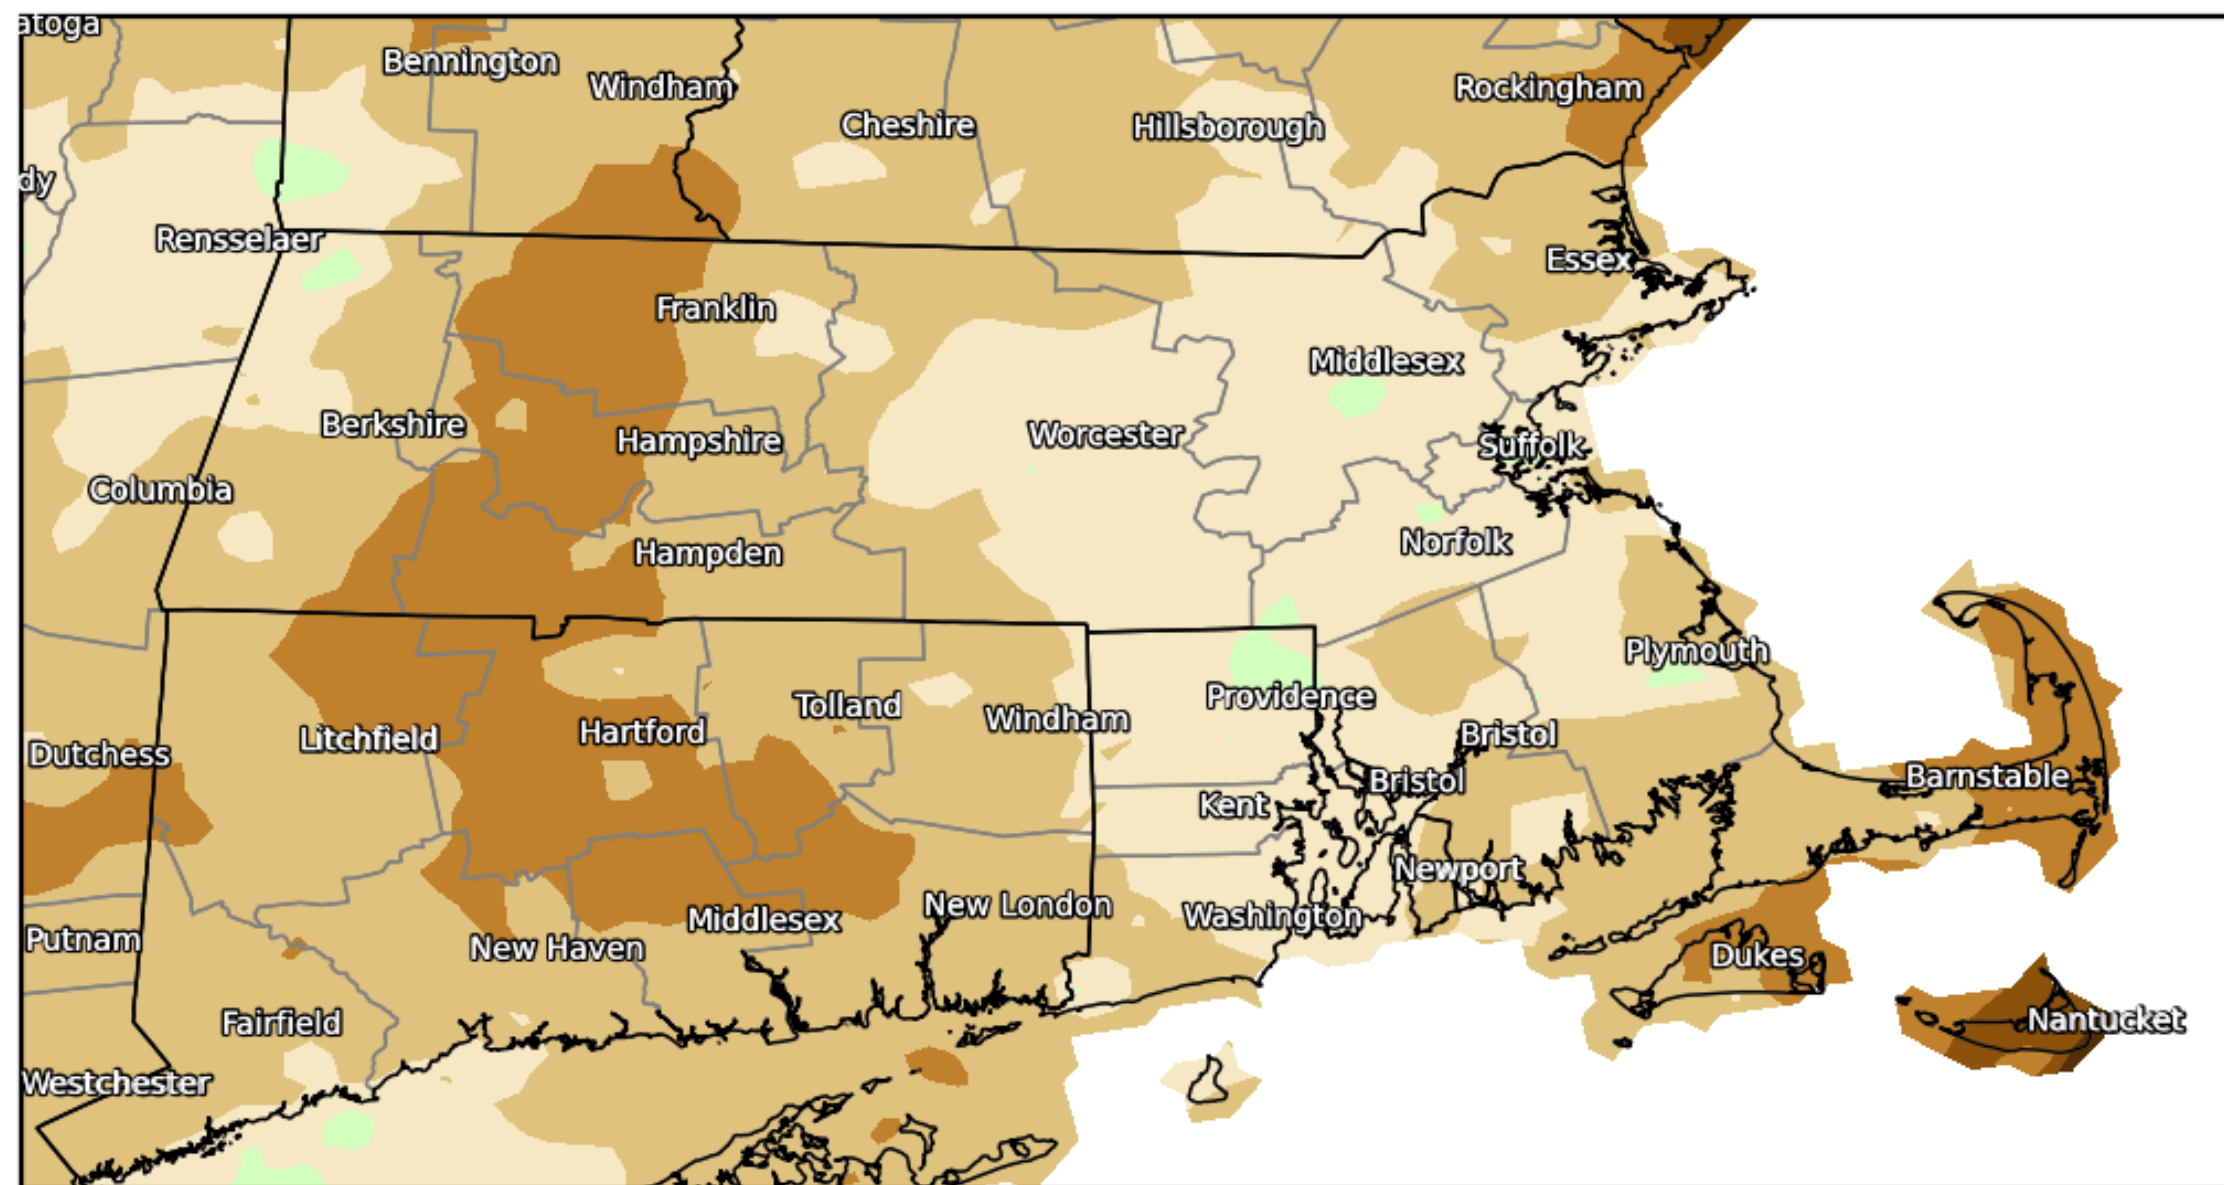 atoga
Bennington
Windham
Rockingham
Cheshire
Hillsborough
dy
Rensselaer
Essex
Franklin
Middlesex
Berkshire
Hampshire
Worcester
Suffolk
Columbia
Hampden
Norfolk
Plymouth
Providence
Tolland
Windham
Litchfield
Hartford
Bristol
Dutchess
Bristol
Barnstable
Kent
Newport
New London
Washington
Middlesex
Putnam
New Haven
Dukes
Fairfield
Nantucket
Westchester